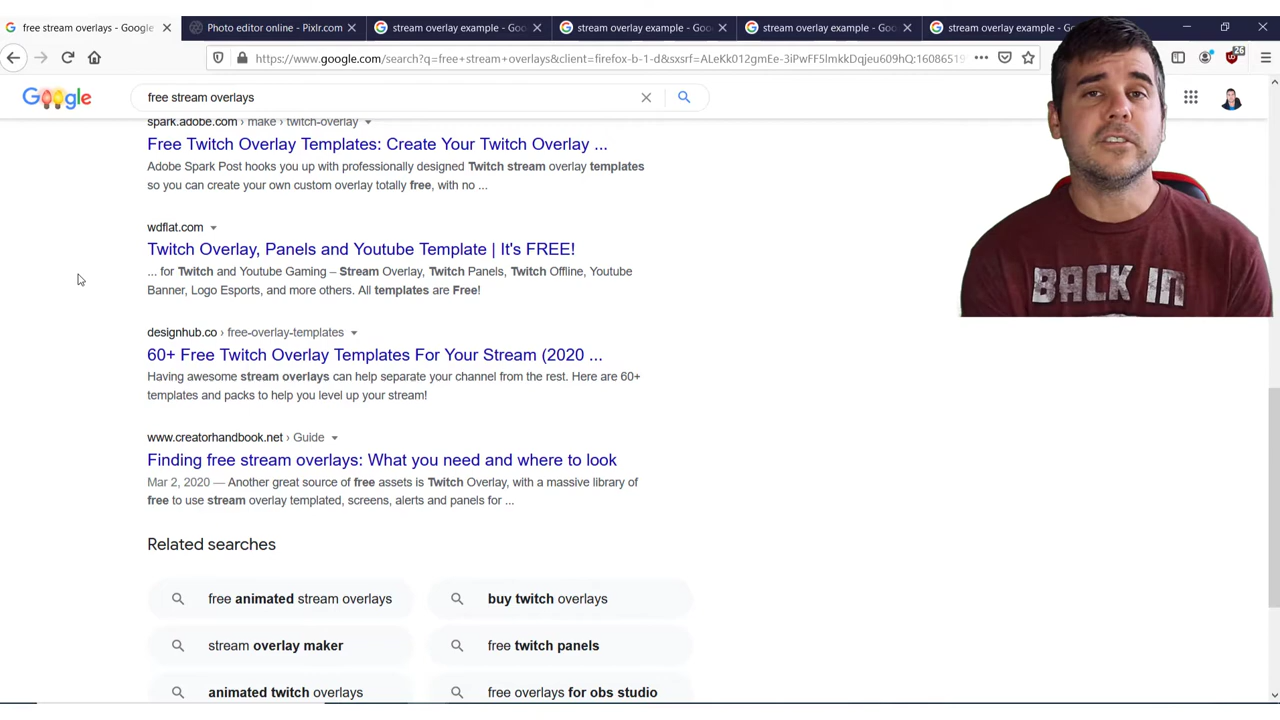 free stream overlays - Google
Photo editor online - Pixlr.com
stream overlay example - Goo
stream overlay example - Goo
stream overlay example - Goo
stream overlay example - Go
https://www.google.com/search?q=free+stream+overlays&client=firefox-b-1-d&sxsrf=ALeKk012gmEe-3iPwFF5lmkkDqjeu609hQ:16086519
26
Google
free stream overlays
spark.adobe.com › make › twitch-overlay
Free Twitch Overlay Templates: Create Your Twitch Overlay ...
Adobe Spark Post hooks you up with professionally designed Twitch stream overlay templates
so you can create your own custom overlay totally free, with no ...
wdflat.com
Twitch Overlay, Panels and Youtube Template | It's FREE!
... for Twitch and Youtube Gaming – Stream Overlay, Twitch Panels, Twitch Offline, Youtube
Banner, Logo Esports, and more others. All templates are Free!
designhub.co › free-overlay-templates
60+ Free Twitch Overlay Templates For Your Stream (2020 ...
Having awesome stream overlays can help separate your channel from the rest. Here are 60+
templates and packs to help you level up your stream!
www.creatorhandbook.net › Guide
Finding free stream overlays: What you need and where to look
Mar 2, 2020 — Another great source of free assets is Twitch Overlay, with a massive library of
free to use stream overlay templated, screens, alerts and panels for ...
Related searches
free animated stream overlays
buy twitch overlays
stream overlay maker
free twitch panels
animated twitch overlays
free overlays for obs studio
BACK IN